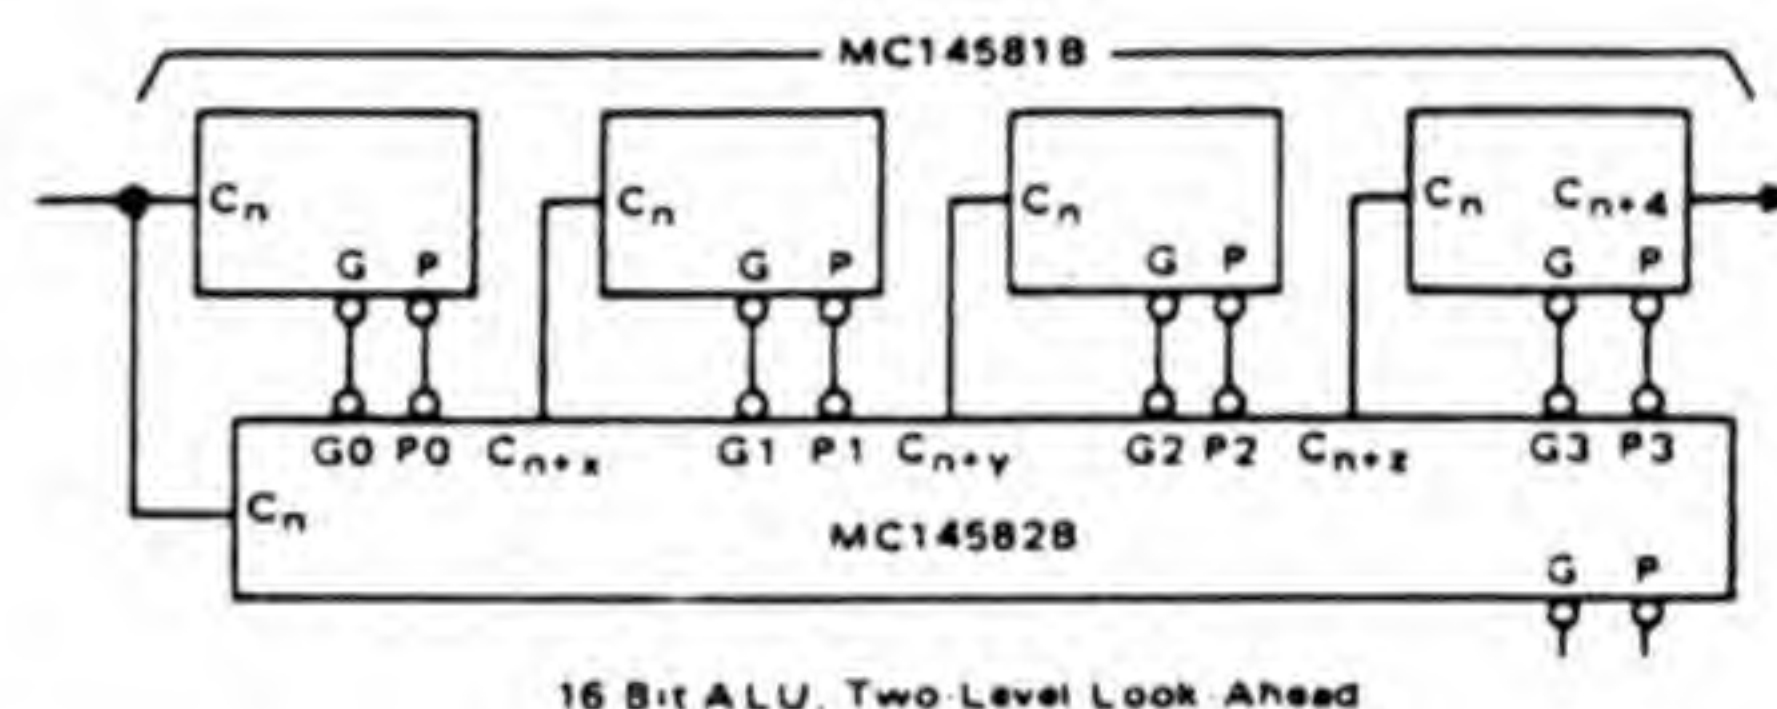 MC14581B
Cn Cn Cn Cn Cn+4
G P G P G P G P
G0 P0 Cn+x G1 P1 Cn+y G2 P2 Cn+z G3 P3
Cn
MC14582B
G P
16 Bit ALU, Two-Level Look-Ahead